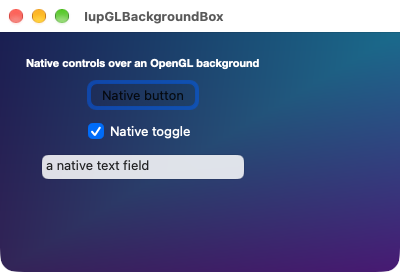 IupGLBackgroundBox
Native controls over an OpenGL background
Native button
Native toggle
a native text field